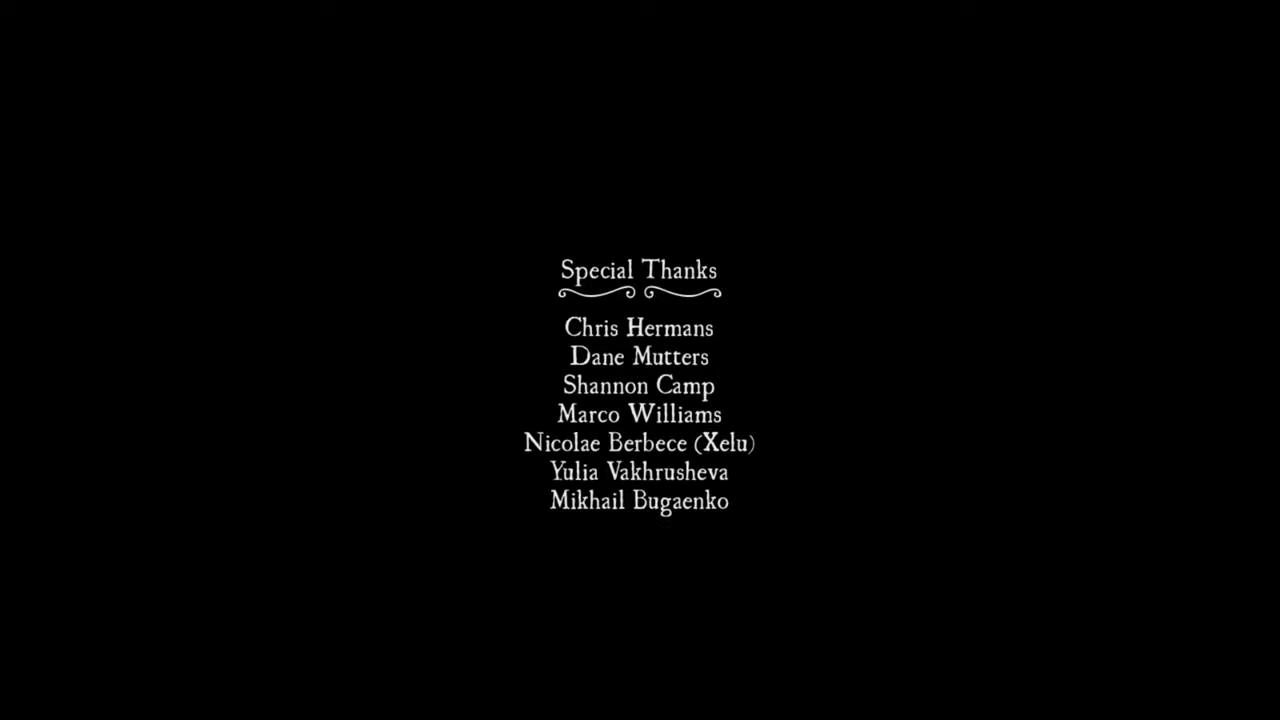 Special Thanks
Chris Hermans
Dane Mutters
Shannon Camp
Marco Williams
Nicolae Berbece (Xelu)
Yulia Vakhrusheva
Mikhail Bugaenko